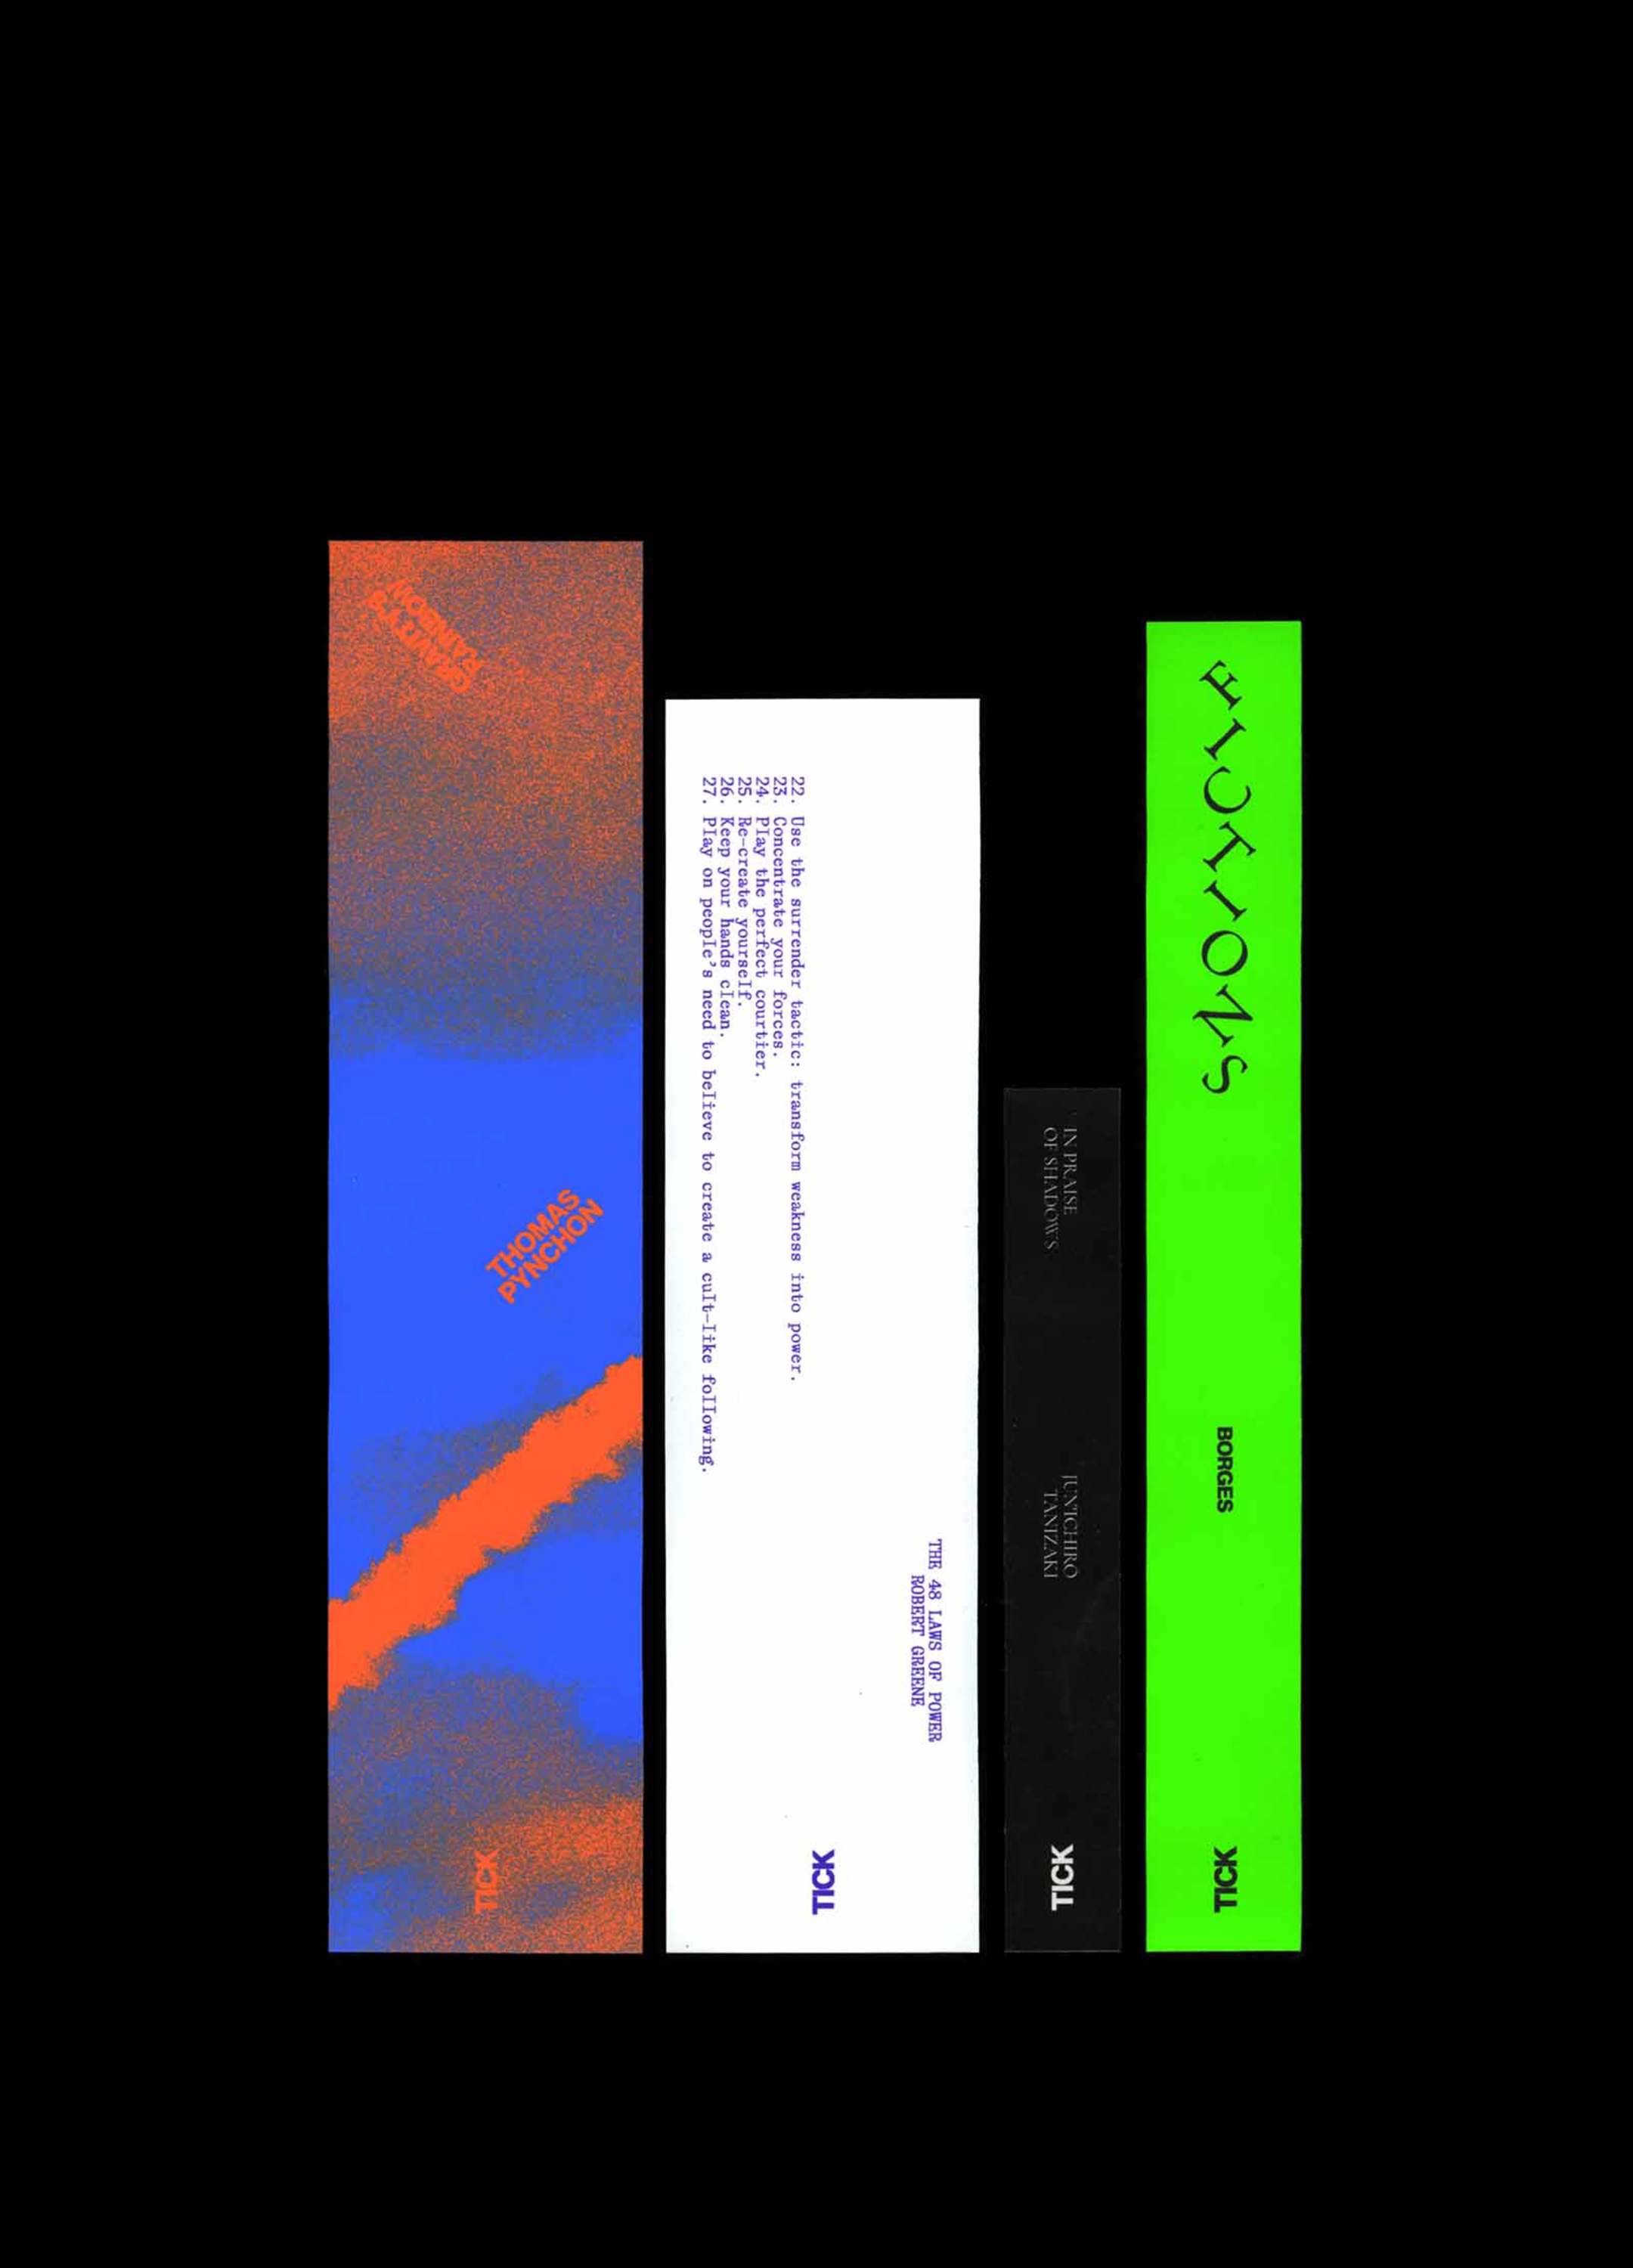 GRAVITY'S
RAINBOW
THOMAS
PYNCHON
TICK
22. Use the surrender tactic: transform weakness into power.
23. Concentrate your forces.
24. Play the perfect courtier.
25. Re-create yourself.
26. Keep your hands clean.
27. Play on people's need to believe to create a cult-like following.
THE 48 LAWS OF POWER
ROBERT GREENE
TICK
IN PRAISE
OF SHADOWS
JUN'ICHIRO
TANIZAKI
TICK
FICTIONS
BORGES
TICK